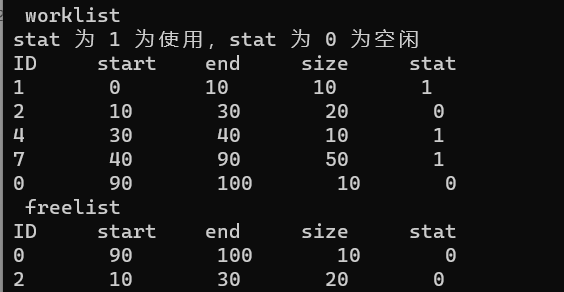 worklist
stat 为 1 为使用, stat 为 0 为空闲
ID start end size stat
1 0 10 10 1
2 10 30 20 0
4 30 40 10 1
7 40 90 50 1
0 90 100 10 0
freelist
ID start end size stat
0 90 100 10 0
2 10 30 20 0